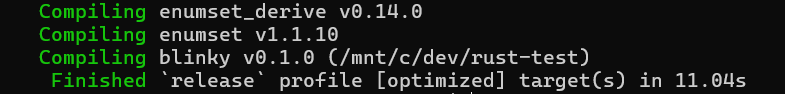 Compiling enumset_derive v0.14.0
Compiling enumset v1.1.10
Compiling blinky v0.1.0 (/mnt/c/dev/rust-test)
Finished `release` profile [optimized] target(s) in 11.04s